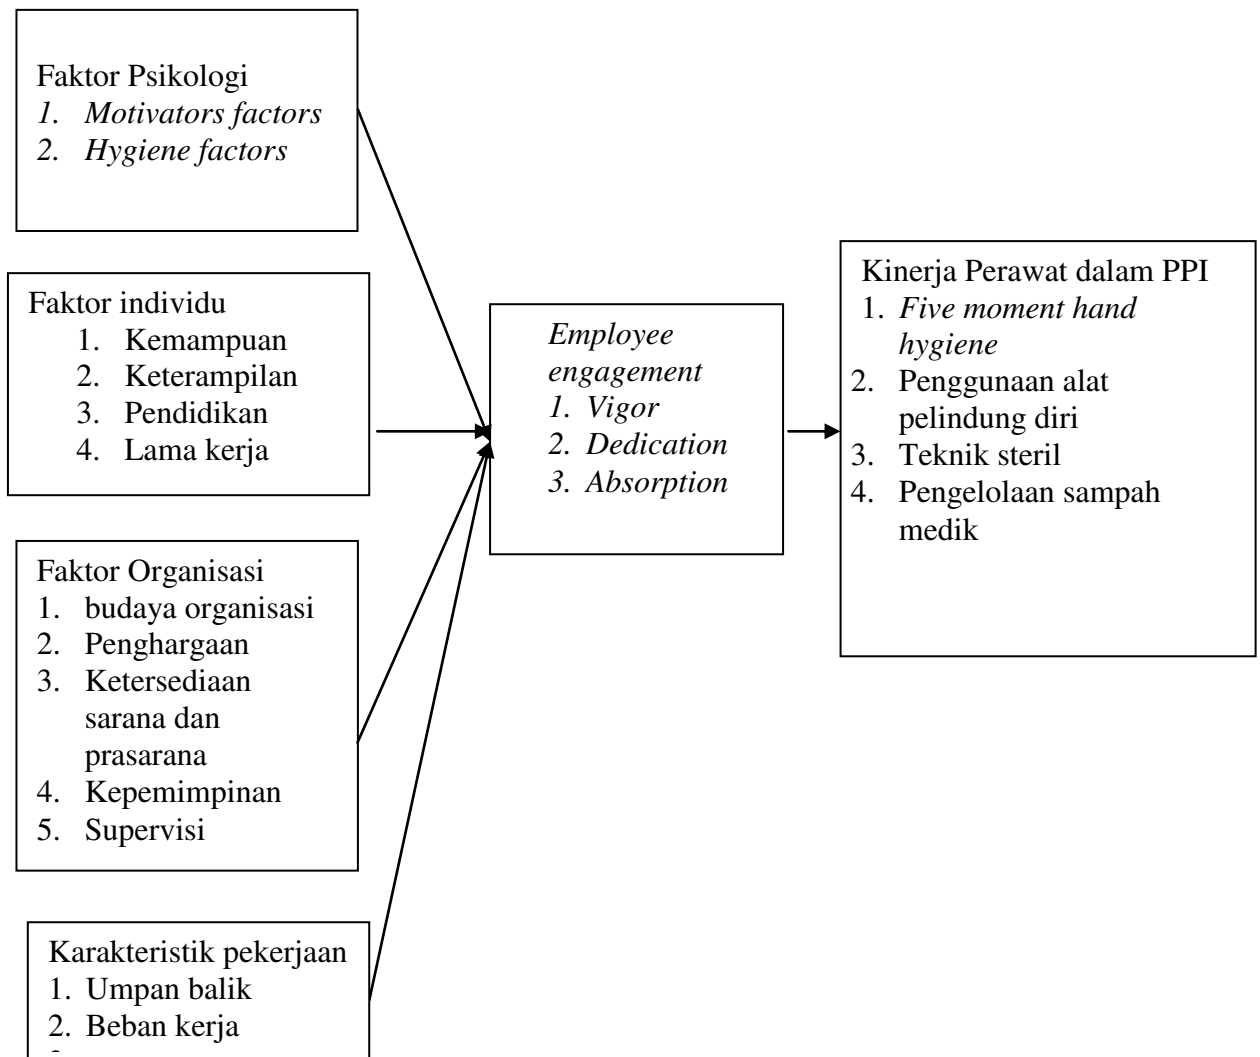 Faktor Psikologi
1. Motivators factors
2. Hygiene factors
Faktor individu
1. Kemampuan
2. Keterampilan
3. Pendidikan
4. Lama kerja
Faktor Organisasi
1. budaya organisasi
2. Penghargaan
3. Ketersediaan
sarana dan
prasarana
4. Kepemimpinan
5. Supervisi
Karakteristik pekerjaan
1. Umpan balik
2. Beban kerja
Employee
engagement
1. Vigor
2. Dedication
3. Absorption
Kinerja Perawat dalam PPI
1. Five moment hand
hygiene
2. Penggunaan alat
pelindung diri
3. Teknik steril
4. Pengelolaan sampah
medik